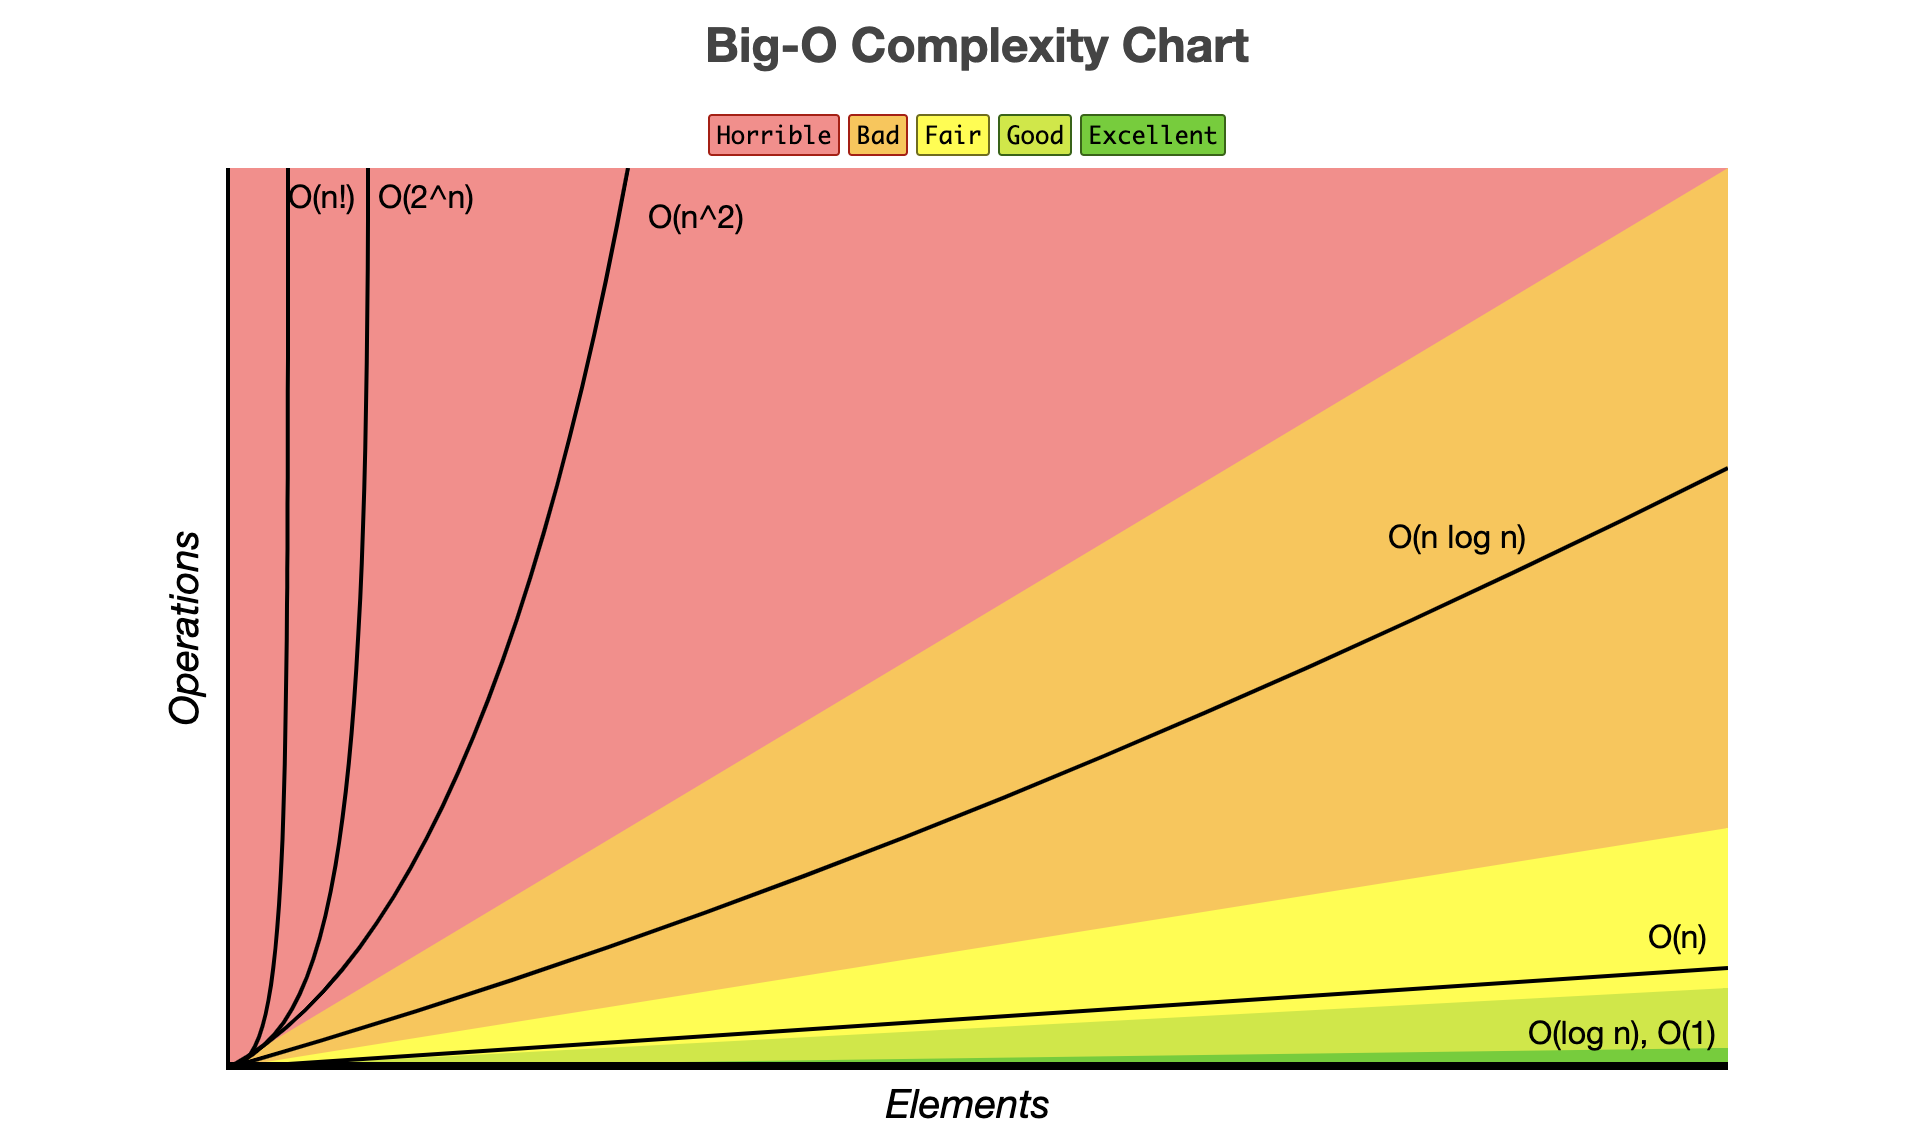 Big-O Complexity Chart
Horrible Bad Fair Good Excellent
O(n!) O(2^n)
O(n^2)
O(n log n)
Operations
O(n)
O(log n), O(1)
Elements